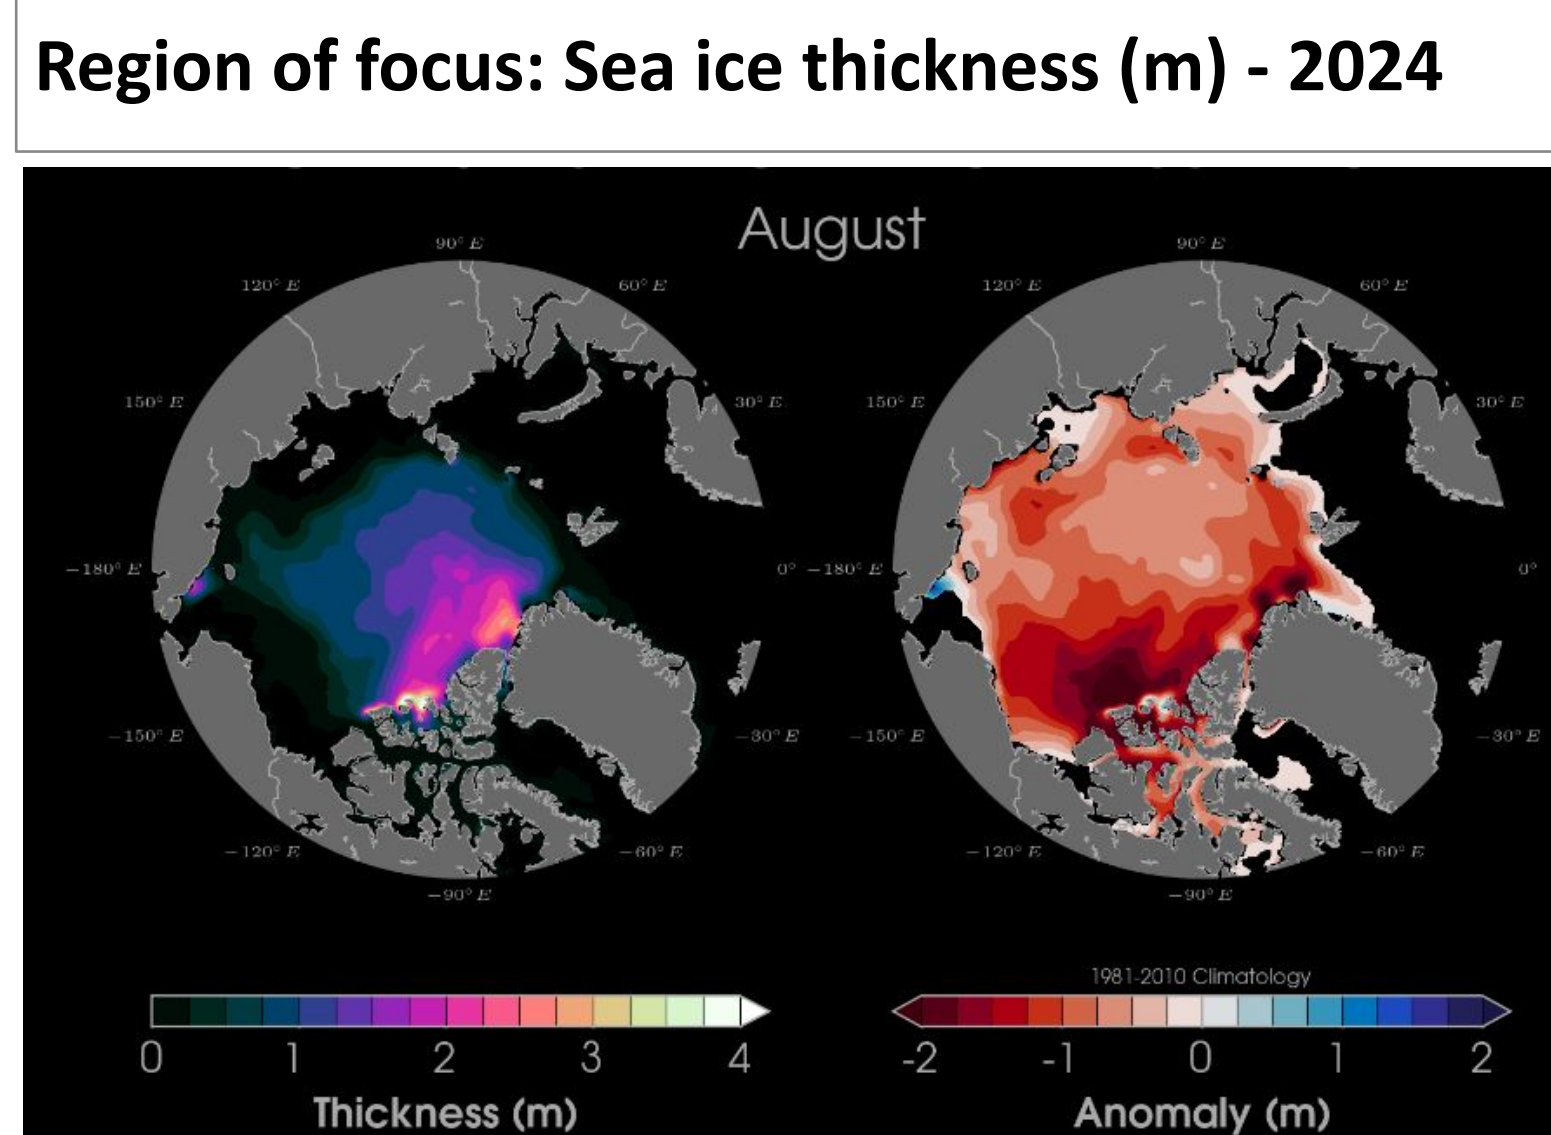 Region of focus: Sea ice thickness (m) - 2024
August
90° E
120° E
60° E
150° E
30° E
−180° E
0°
−150° E
−30° E
−120° E
−60° E
−90° E
90° E
120° E
60° E
150° E
30° E
−180° E
0°
−150° E
−30° E
−120° E
−60° E
−90° E
0 1 2 3 4
Thickness (m)
1981-2010 Climatology
-2 -1 0 1 2
Anomaly (m)